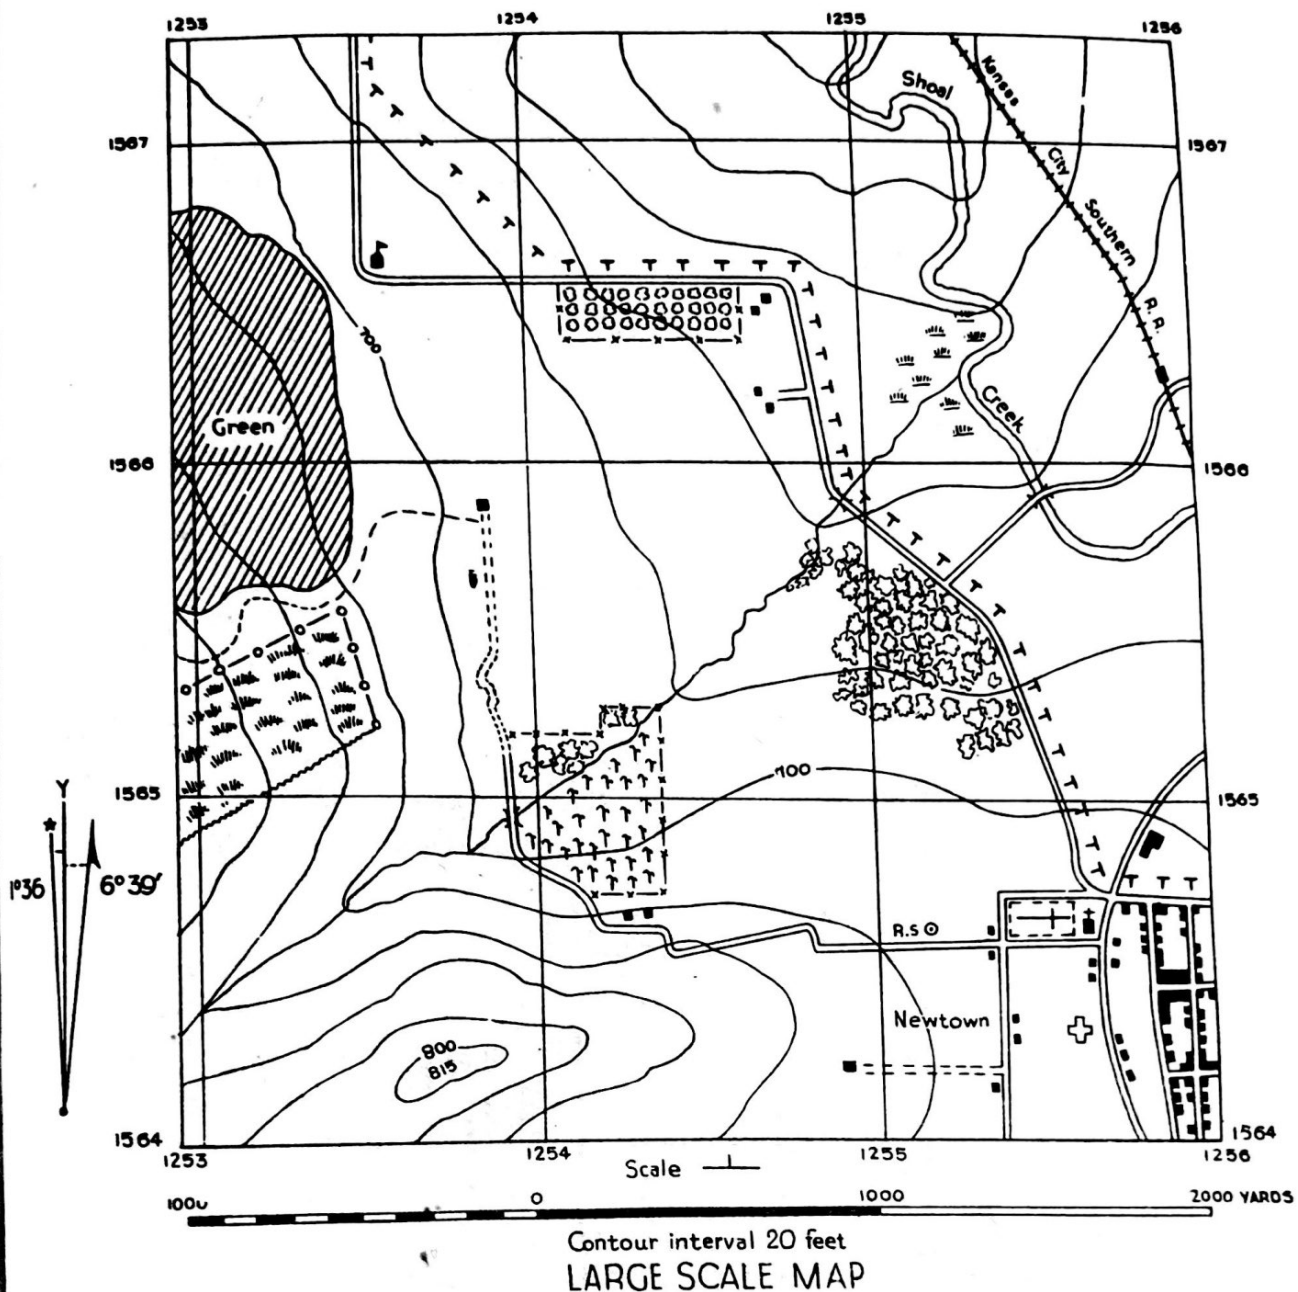 1253 1254 1255 1256
Shoal
Kansas
City
Southern
R. R.
1567 1567
700
Green
Creek
1566 1566
Y
1565 700 1565
1°36 6°39'
R.S
Newtown
800
815
1564 1564
1253 1254 1255 1256
Scale
1000 0 1000 2000 YARDS
Contour interval 20 feet
LARGE SCALE MAP